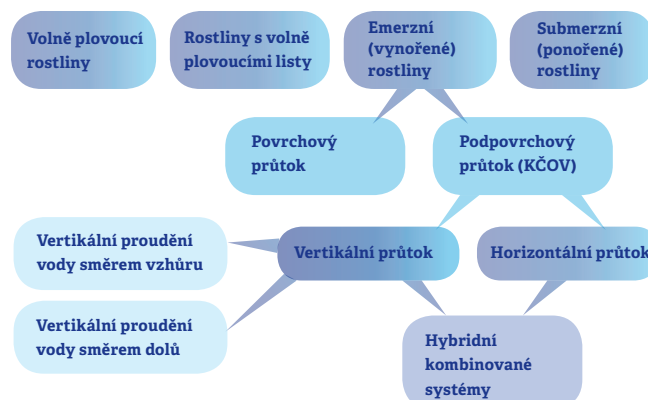 Volně plovoucí
rostliny
Rostliny s volně
plovoucími listy
Emerzní
(vynořené)
rostliny
Submerzní
(ponořené)
rostliny
Povrchový
průtok
Podpovrchový
průtok (KČOV)
Vertikální proudění
vody směrem vzhůru
Vertikální průtok
Horizontální průtok
Vertikální proudění
vody směrem dolů
Hybridní
kombinované
systémy